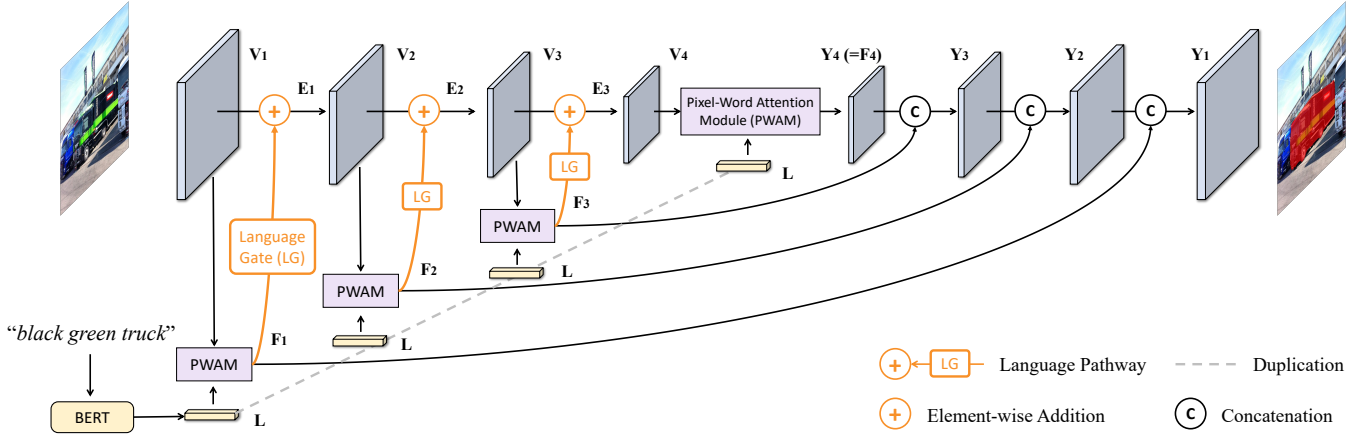 V1
E1
V2
E2
V3
E3
V4
Y4 (=F4)
Y3
Y2
Y1
Pixel-Word Attention
Module (PWAM)
C
C
C
LG
L
LG
F3
PWAM
Language
Gate (LG)
F2
L
PWAM
"black green truck"
F1
L
PWAM
BERT
L
LG
Language Pathway
Duplication
Element-wise Addition
C
Concatenation